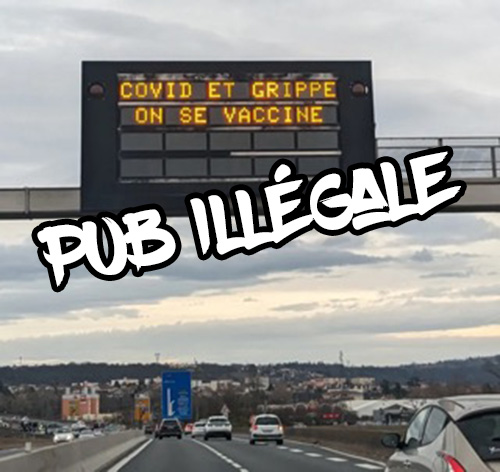 COVID ET GRIPPE
ON SE VACCINE
PUB ILLÉGALE